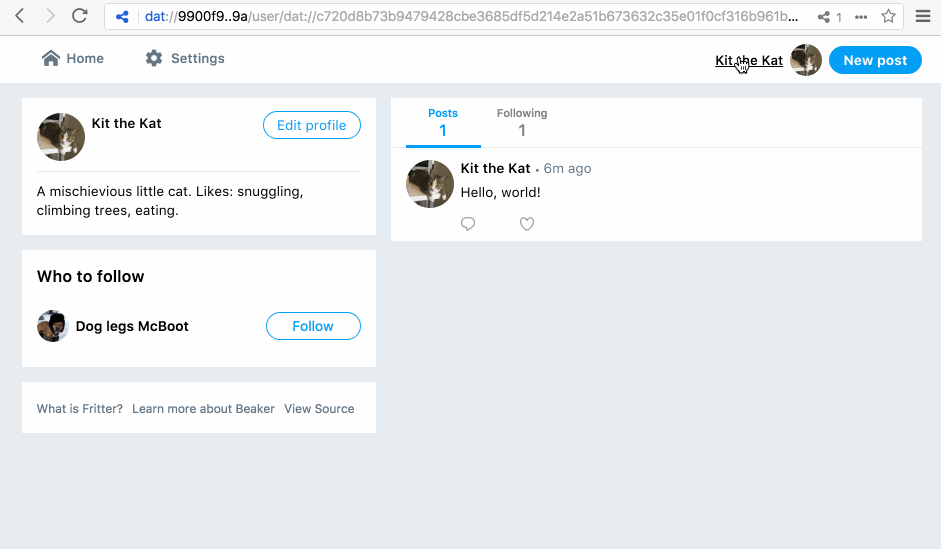 dat://9900f9..9a/user/dat://c720d8b73b9479428cbe3685df5d214e2a51b673632c35e01f0cf316b961b...
1
Home
Settings
Kit the Kat
New post
Kit the Kat
Edit profile
A mischievious little cat. Likes: snuggling,
climbing trees, eating.
Who to follow
Dog legs McBoot
Follow
What is Fritter? Learn more about Beaker View Source
Posts
1
Following
1
Kit the Kat • 6m ago
Hello, world!